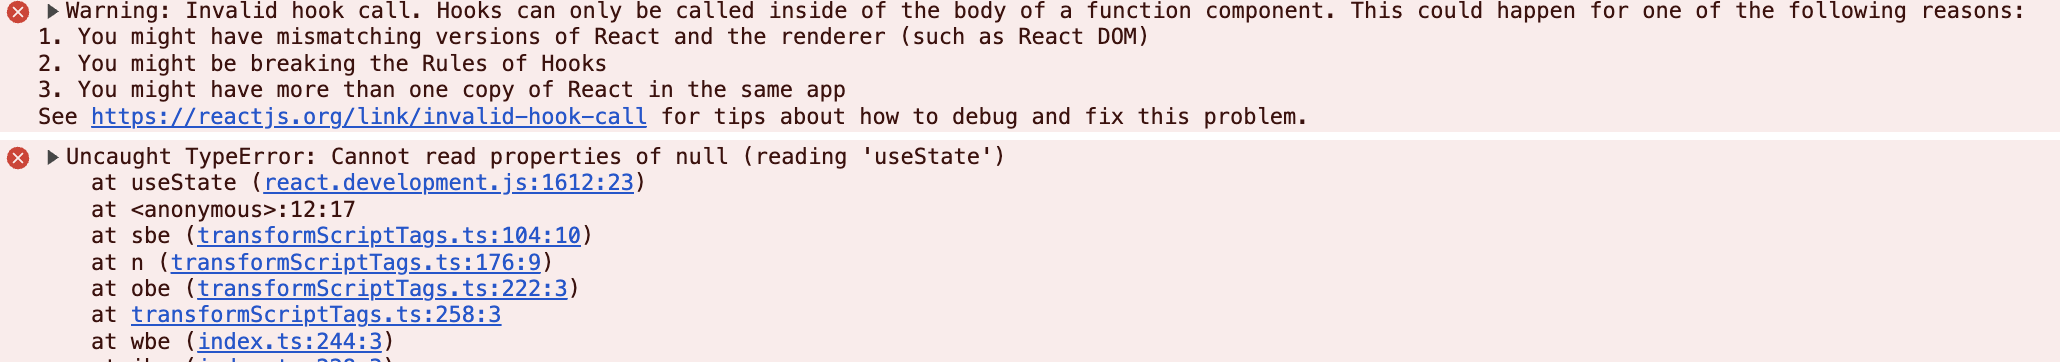 Warning: Invalid hook call. Hooks can only be called inside of the body of a function component. This could happen for one of the following reasons:
1. You might have mismatching versions of React and the renderer (such as React DOM)
2. You might be breaking the Rules of Hooks
3. You might have more than one copy of React in the same app
See https://reactjs.org/link/invalid-hook-call for tips about how to debug and fix this problem.
Uncaught TypeError: Cannot read properties of null (reading 'useState')
at useState (react.development.js:1612:23)
at <anonymous>:12:17
at sbe (transformScriptTags.ts:104:10)
at n (transformScriptTags.ts:176:9)
at obe (transformScriptTags.ts:222:3)
at transformScriptTags.ts:258:3
at wbe (index.ts:244:3)